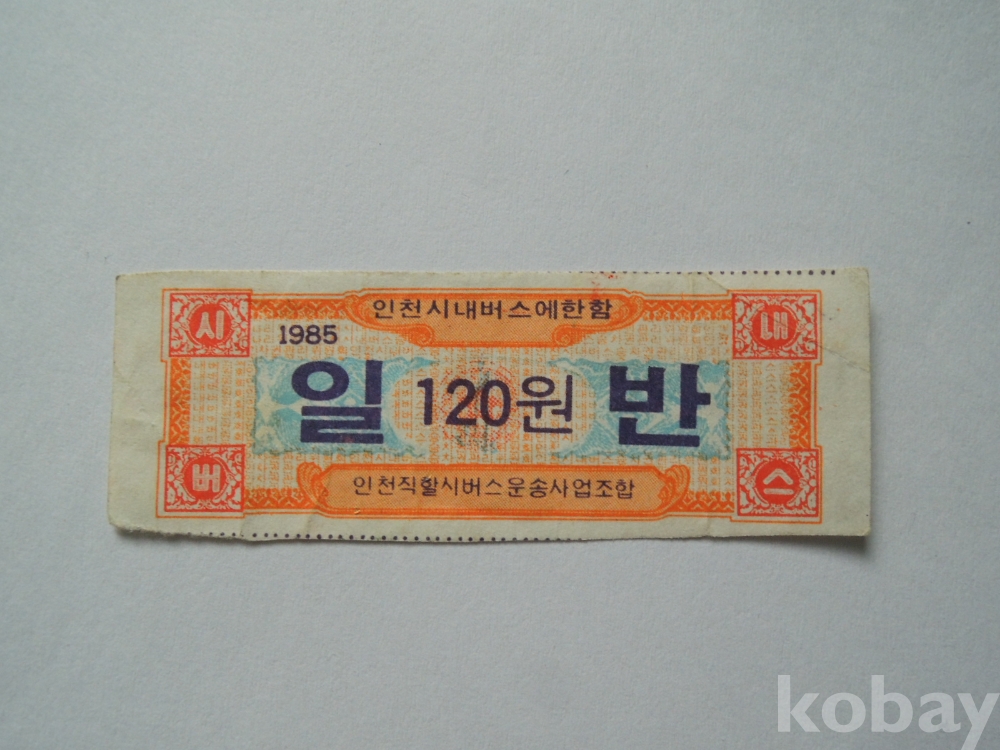 인천시내버스에한함
시 내
1985
일 120원 반
버 스
인천직할시버스운송사업조합
kobay